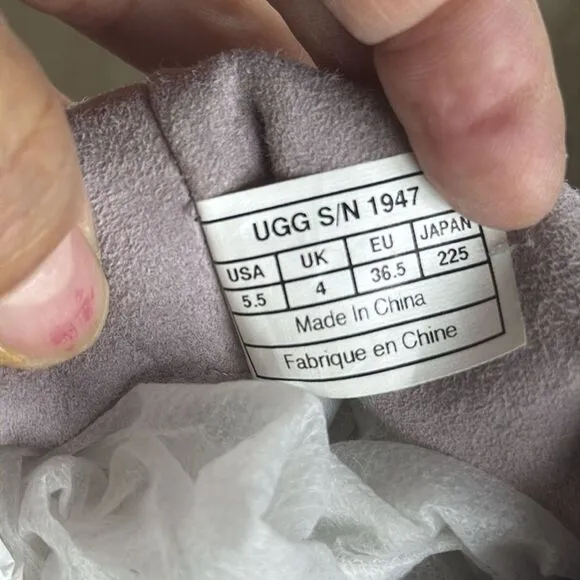 UGG S/N 1947
USA UK EU JAPAN
5.5 4 36.5 225
Made In China
Fabrique en Chine